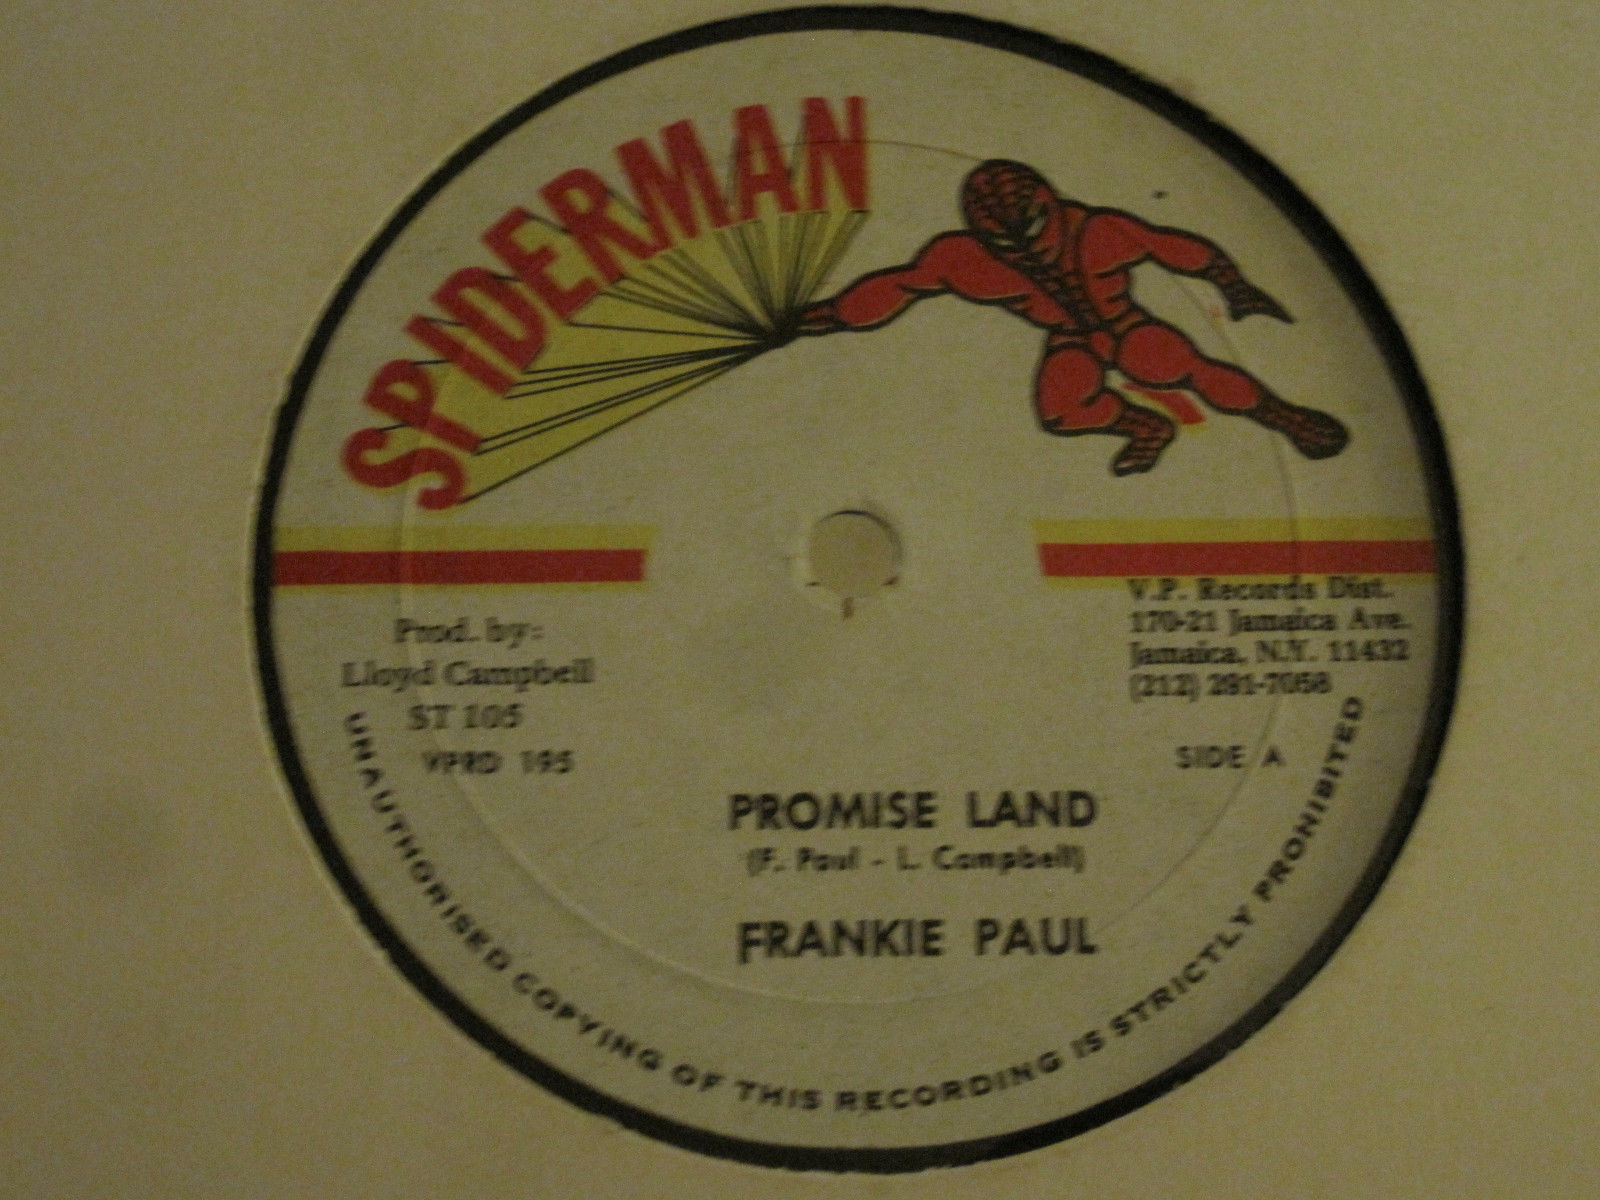 SPIDERMAN
Prod. by:
Lloyd Campbell
ST 105
VPRD 195
V.P. Records Dist.
170-21 Jamaica Ave.
Jamaica, N.Y. 11432
(212) 291-7058
SIDE A
PROMISE LAND
(F. Paul - L. Campbell)
FRANKIE PAUL
UNAUTHORISED COPYING OF THIS RECORDING IS STRICTLY PROHIBITED